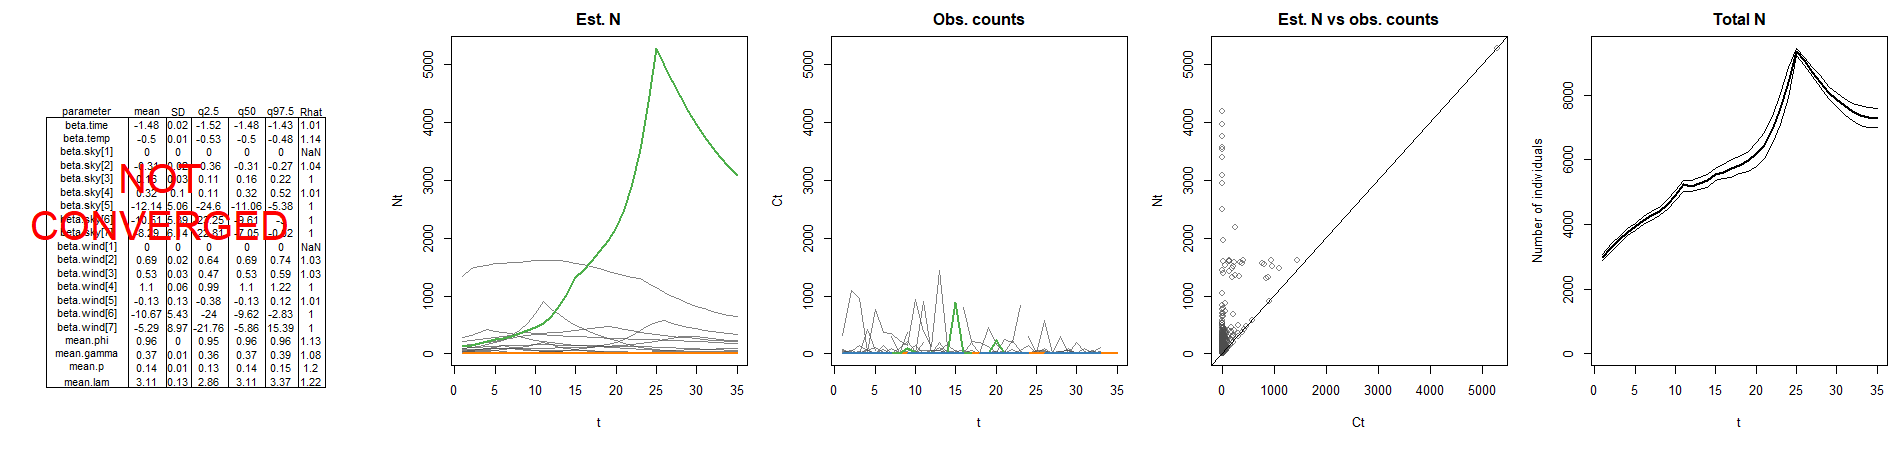 parameter mean SD q2.5 q50 q97.5 Rhat
beta.time -1.48 0.02 -1.52 -1.48 -1.43 1.01
beta.temp -0.5 0.01 -0.53 -0.5 -0.48 1.14
beta.sky[1] 0 0 0 0 0 NaN
beta.sky[2] -0.31 0.02 -0.36 -0.31 -0.27 1.04
beta.sky[3] 0.16 0.03 0.11 0.16 0.22 1
beta.sky[4] 0.32 0.1 0.11 0.32 0.52 1.01
beta.sky[5] -12.14 5.06 -24.6 -11.06 -5.38 1
beta.sky[6] -22.25 -9.61 1
beta.sky[7] -8.29 -22.81 -7.05 1
NOT
CONVERGED
beta.wind[1] 0 0 0 0 0 NaN
beta.wind[2] 0.69 0.02 0.64 0.69 0.74 1.03
beta.wind[3] 0.53 0.03 0.47 0.53 0.59 1.03
beta.wind[4] 1.1 0.06 0.99 1.1 1.22 1
beta.wind[5] -0.13 0.13 -0.38 -0.13 0.12 1.01
beta.wind[6] -10.67 5.43 -24 -9.62 -2.83 1
beta.wind[7] -5.29 8.97 -21.76 -5.86 15.39 1
mean.phi 0.96 0 0.95 0.96 0.96 1.13
mean.gamma 0.37 0.01 0.36 0.37 0.39 1.08
mean.p 0.14 0.01 0.13 0.14 0.15 1.2
mean.lam 3.11 0.13 2.86 3.11 3.37 1.22
Est. N
Nt
5000
4000
3000
2000
1000
0
0 5 10 15 20 25 30 35
t
Obs. counts
Ct
5000
4000
3000
2000
1000
0
0 5 10 15 20 25 30 35
t
Est. N vs obs. counts
Nt
5000
4000
3000
2000
1000
0
0 1000 2000 3000 4000 5000
Ct
Total N
Number of individuals
8000
6000
4000
2000
0
0 5 10 15 20 25 30 35
t